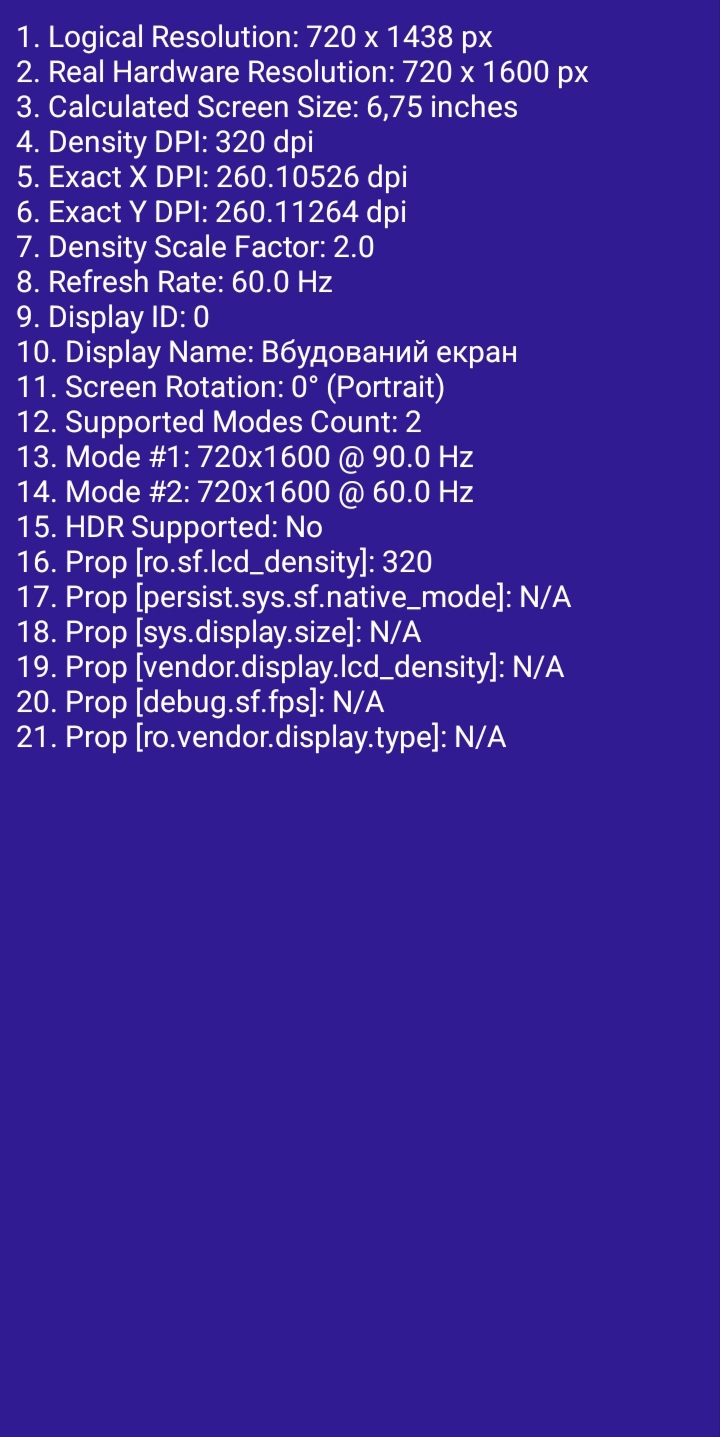 1. Logical Resolution: 720 x 1438 px
2. Real Hardware Resolution: 720 x 1600 px
3. Calculated Screen Size: 6,75 inches
4. Density DPI: 320 dpi
5. Exact X DPI: 260.10526 dpi
6. Exact Y DPI: 260.11264 dpi
7. Density Scale Factor: 2.0
8. Refresh Rate: 60.0 Hz
9. Display ID: 0
10. Display Name: Вбудований екран
11. Screen Rotation: 0° (Portrait)
12. Supported Modes Count: 2
13. Mode #1: 720x1600 @ 90.0 Hz
14. Mode #2: 720x1600 @ 60.0 Hz
15. HDR Supported: No
16. Prop [ro.sf.lcd_density]: 320
17. Prop [persist.sys.sf.native_mode]: N/A
18. Prop [sys.display.size]: N/A
19. Prop [vendor.display.lcd_density]: N/A
20. Prop [debug.sf.fps]: N/A
21. Prop [ro.vendor.display.type]: N/A